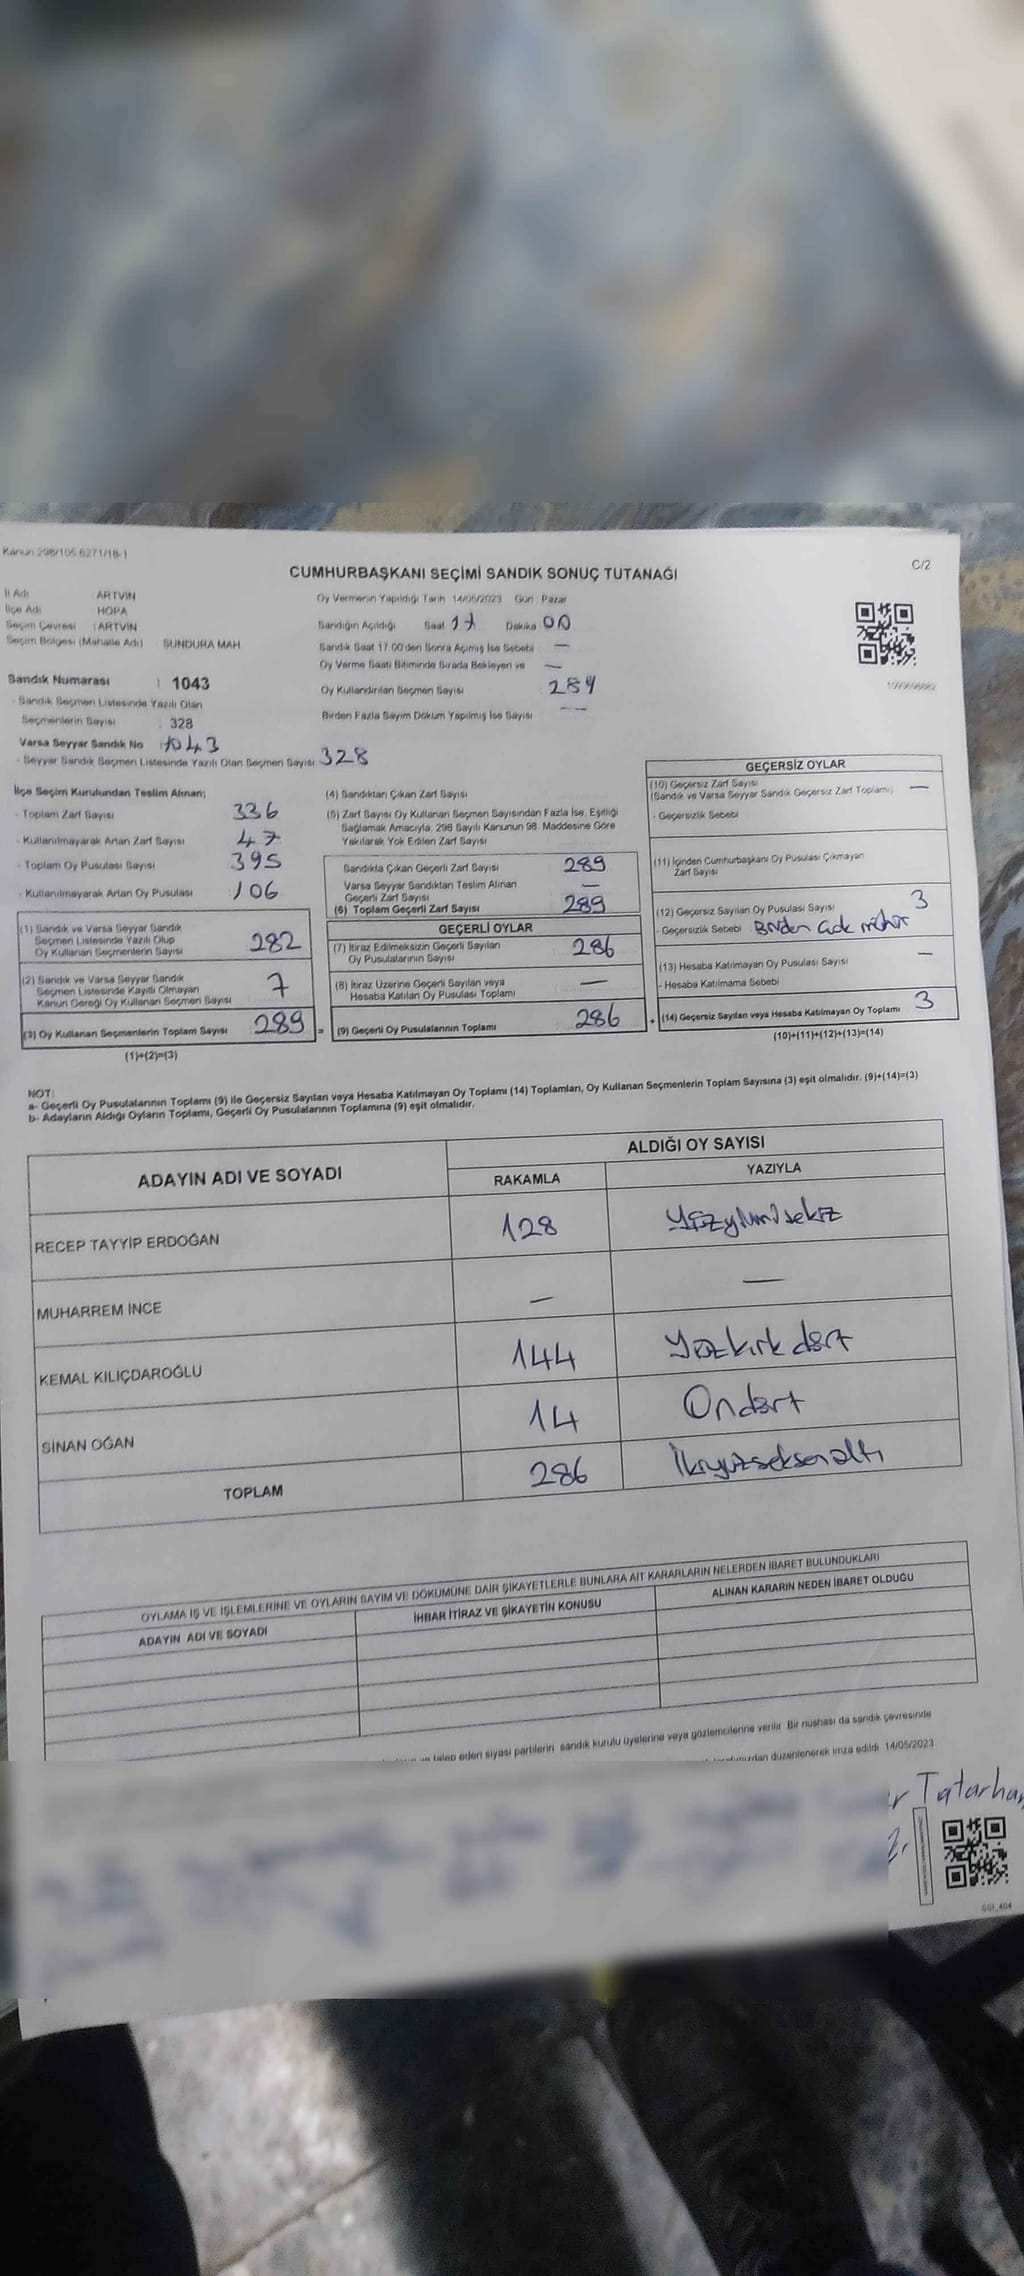 Kanun 298/105 6271/18-1
C/2
CUMHURBAŞKANI SEÇİMİ SANDIK SONUÇ TUTANAĞI
İl Adı : ARTVİN
İlçe Adı : HOPA
Seçim Çevresi : ARTVİN
Seçim Bölgesi (Mahalle Adı) : SUNDURA MAH
Oy Vermenin Yapıldığı Tarih 14/05/2023 Gün : Pazar
Sandığın Açıldığı Saat 17 Dakika 00
Sandık Saat 17.00'den Sonra Açmış İse Sebebi —
Oy Verme Saati Bitiminde Sırada Bekleyen ve —
Oy Kullandırılan Seçmen Sayısı 289
Birden Fazla Sayım Döküm Yapılmış İse Sayısı —
Sandık Numarası : 1043
- Sandık Seçmen Listesinde Yazılı Olan
Seçmenlerin Sayısı : 328
Varsa Seyyar Sandık No : 1043
- Seyyar Sandık Seçmen Listesinde Yazılı Olan Seçmen Sayısı 328
İlçe Seçim Kurulundan Teslim Alınan;
- Toplam Zarf Sayısı 336
- Kullanılmayarak Artan Zarf Sayısı 47
- Toplam Oy Pusulası Sayısı 395
- Kullanılmayarak Artan Oy Pusulası 106
(1) Sandık ve Varsa Seyyar Sandık
Seçmen Listesinde Yazılı Olup
Oy Kullanan Seçmenlerin Sayısı 282
(2) Sandık ve Varsa Seyyar Sandık
Seçmen Listesinde Kayıtlı Olmayan
Kanun Gereği Oy Kullanan Seçmen Sayısı 7
(3) Oy Kullanan Seçmenlerin Toplam Sayısı 289 =
(1)+(2)=(3)
(4) Sandıktan Çıkan Zarf Sayısı
(5) Zarf Sayısı Oy Kullanan Seçmen Sayısından Fazla İse, Eşitliği
Sağlamak Amacıyla, 298 Sayılı Kanunun 98. Maddesine Göre
Yakılarak Yok Edilen Zarf Sayısı
Sandıkta Çıkan Geçerli Zarf Sayısı 289
Varsa Seyyar Sandıktan Teslim Alınan
Geçerli Zarf Sayısı —
(6) Toplam Geçerli Zarf Sayısı 289
GEÇERLİ OYLAR
(7) İtiraz Edilmeksizin Geçerli Sayılan
Oy Pusulalarının Sayısı 286
(8) İtiraz Üzerine Geçerli Sayılan veya
Hesaba Katılan Oy Pusulası Toplamı —
(9) Geçerli Oy Pusulalarının Toplamı 286 +
GEÇERSİZ OYLAR
(10) Geçersiz Zarf Sayısı
(Sandık ve Varsa Seyyar Sandık Geçersiz Zarf Toplamı) —
- Geçersizlik Sebebi
(11) İçinden Cumhurbaşkanı Oy Pusulası Çıkmayan
Zarf Sayısı
(12) Geçersiz Sayılan Oy Pusulası Sayısı 3
- Geçersizlik Sebebi Birden Çok mühür
(13) Hesaba Katılmayan Oy Pusulası Sayısı —
- Hesaba Katılmama Sebebi
(14) Geçersiz Sayılan veya Hesaba Katılmayan Oy Toplamı 3
(10)+(11)+(12)+(13)=(14)
NOT:
a- Geçerli Oy Pusulalarının Toplamı (9) ile Geçersiz Sayılan veya Hesaba Katılmayan Oy Toplamı (14) Toplamları, Oy Kullanan Seçmenlerin Toplam Sayısına (3) eşit olmalıdır. (9)+(14)=(3)
b- Adayların Aldığı Oyların Toplamı, Geçerli Oy Pusulalarının Toplamına (9) eşit olmalıdır.
ADAYIN ADI VE SOYADI
ALDIĞI OY SAYISI
RAKAMLA YAZIYLA
RECEP TAYYİP ERDOĞAN 128 Yüzyirmisekiz
MUHARREM İNCE — —
KEMAL KILIÇDAROĞLU 144 Yüzkırk dört
SİNAN OĞAN 14 Ondört
TOPLAM 286 İkiyüzseksenaltı
OYLAMA İŞ VE İŞLEMLERİNE VE OYLARIN SAYIM VE DÖKÜMÜNE DAİR ŞİKAYETLERLE BUNLARA AİT KARARLARIN NELERDEN İBARET BULUNDUKLARI
ADAYIN ADI VE SOYADI İHBAR İTİRAZ VE ŞİKAYETİN KONUSU ALINAN KARARIN NEDEN İBARET OLDUĞU
talep eden siyasi partilerin sandık kurulu üyelerine veya gözlemcilerine verilir. Bir nüshası da sandık çevresinde
düzenlenerek imza edildi 14/05/2023
Tatarhan